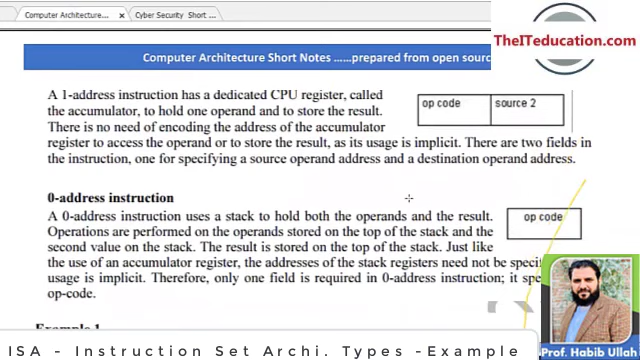 Computer Architecture...
Cyber Security Short ...
TheITeducation.com
Computer Architecture Short Notes ……prepared from open sourc
A 1-address instruction has a dedicated CPU register, called
the accumulator, to hold one operand and to store the result.
There is no need of encoding the address of the accumulator
register to access the operand or to store the result, as its usage is implicit. There are two fields in
the instruction, one for specifying a source operand address and a destination operand address.
op code
source 2
0-address instruction
A 0-address instruction uses a stack to hold both the operands and the result.
Operations are performed on the operands stored on the top of the stack and the
second value on the stack. The result is stored on the top of the stack. Just like
the use of an accumulator register, the addresses of the stack registers need not be specif
usage is implicit. Therefore, only one field is required in 0-address instruction; it spe
op-code.
op code
Example 1
Prof. Habib Ullah
ISA - Instruction Set Archi. Types -Example